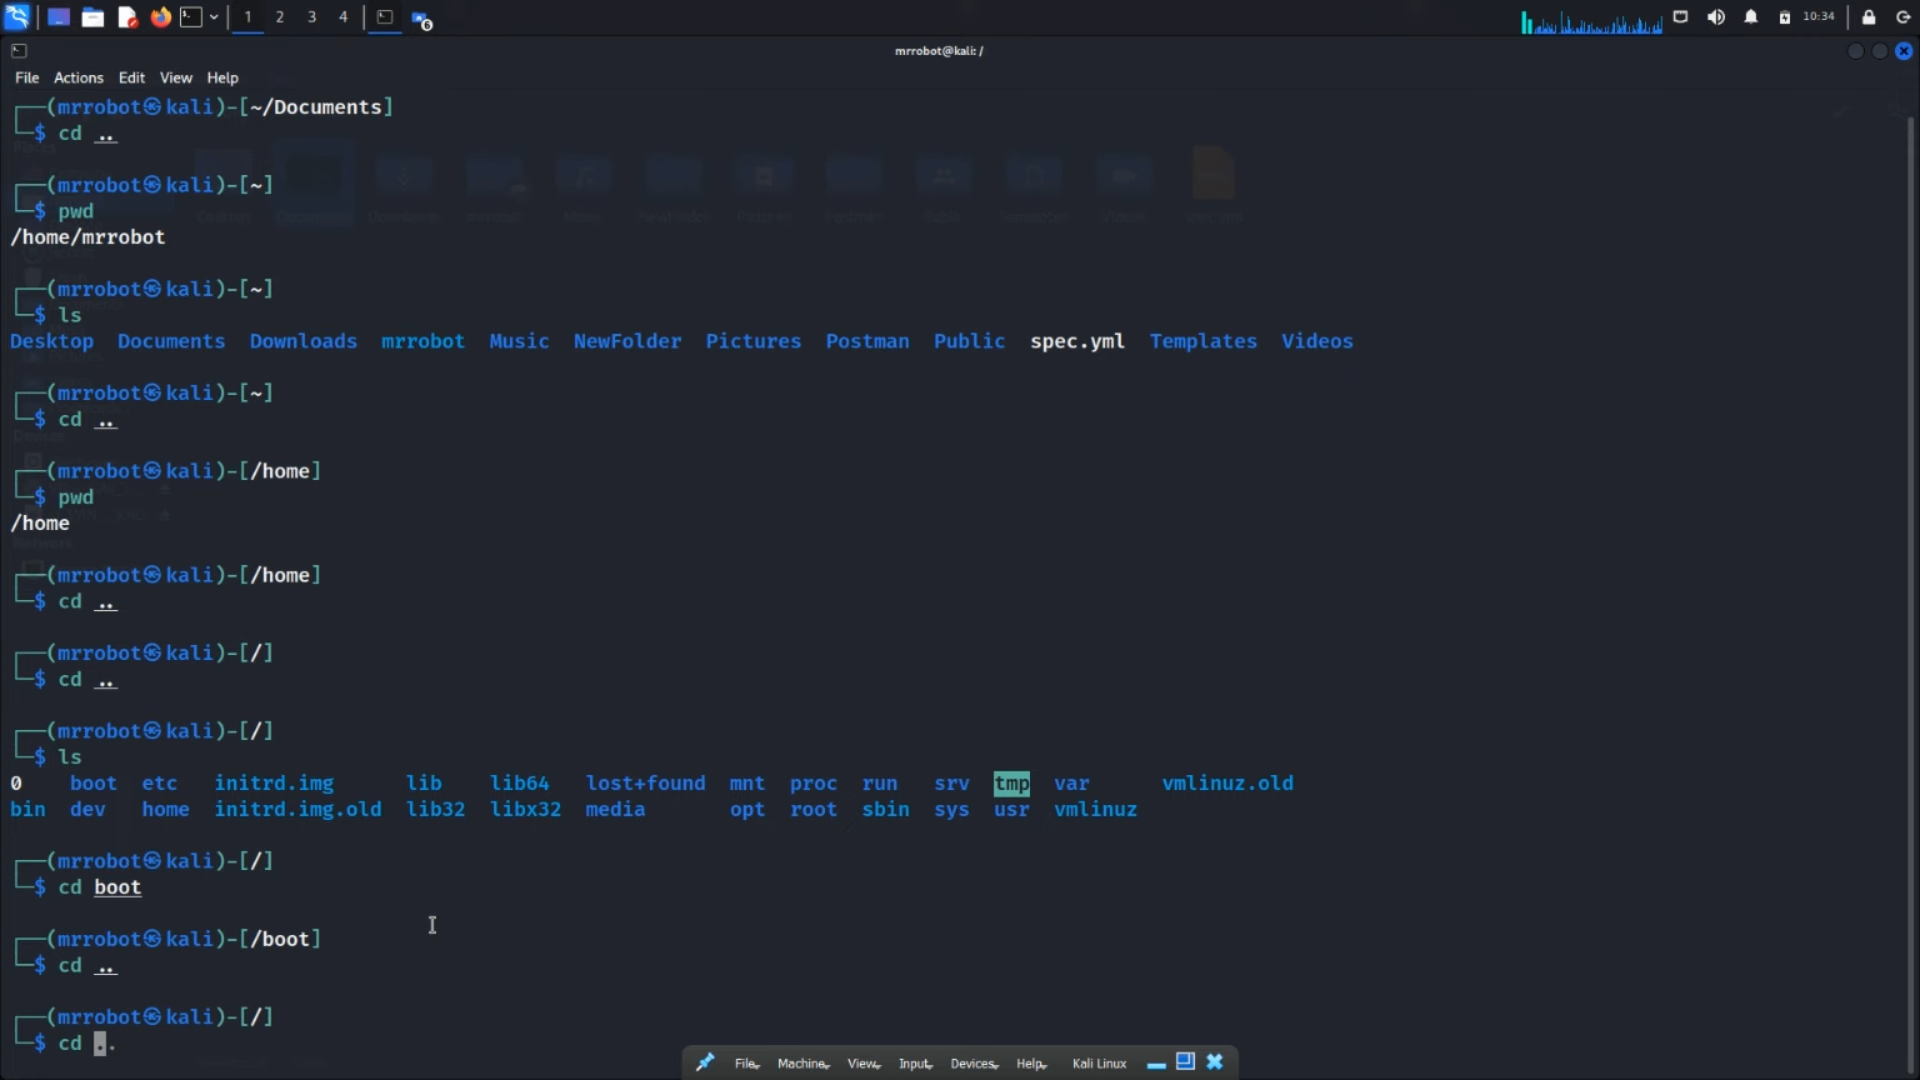 1 2 3 4 6 10:34
mrrobot@kali: /
File Actions Edit View Help
┌──(mrrobot㉿kali)-[~/Documents]
└─$ cd ..
┌──(mrrobot㉿kali)-[~]
└─$ pwd
/home/mrrobot
┌──(mrrobot㉿kali)-[~]
└─$ ls
Desktop Documents Downloads mrrobot Music NewFolder Pictures Postman Public spec.yml Templates Videos
┌──(mrrobot㉿kali)-[~]
└─$ cd ..
┌──(mrrobot㉿kali)-[/home]
└─$ pwd
/home
┌──(mrrobot㉿kali)-[/home]
└─$ cd ..
┌──(mrrobot㉿kali)-[/]
└─$ cd ..
┌──(mrrobot㉿kali)-[/]
└─$ ls
0 boot etc initrd.img lib lib64 lost+found mnt proc run srv tmp var vmlinuz.old
bin dev home initrd.img.old lib32 libx32 media opt root sbin sys usr vmlinuz
┌──(mrrobot㉿kali)-[/]
└─$ cd boot
┌──(mrrobot㉿kali)-[/boot]
└─$ cd ..
┌──(mrrobot㉿kali)-[/]
└─$ cd ..
File Machine View Input Devices Help Kali Linux